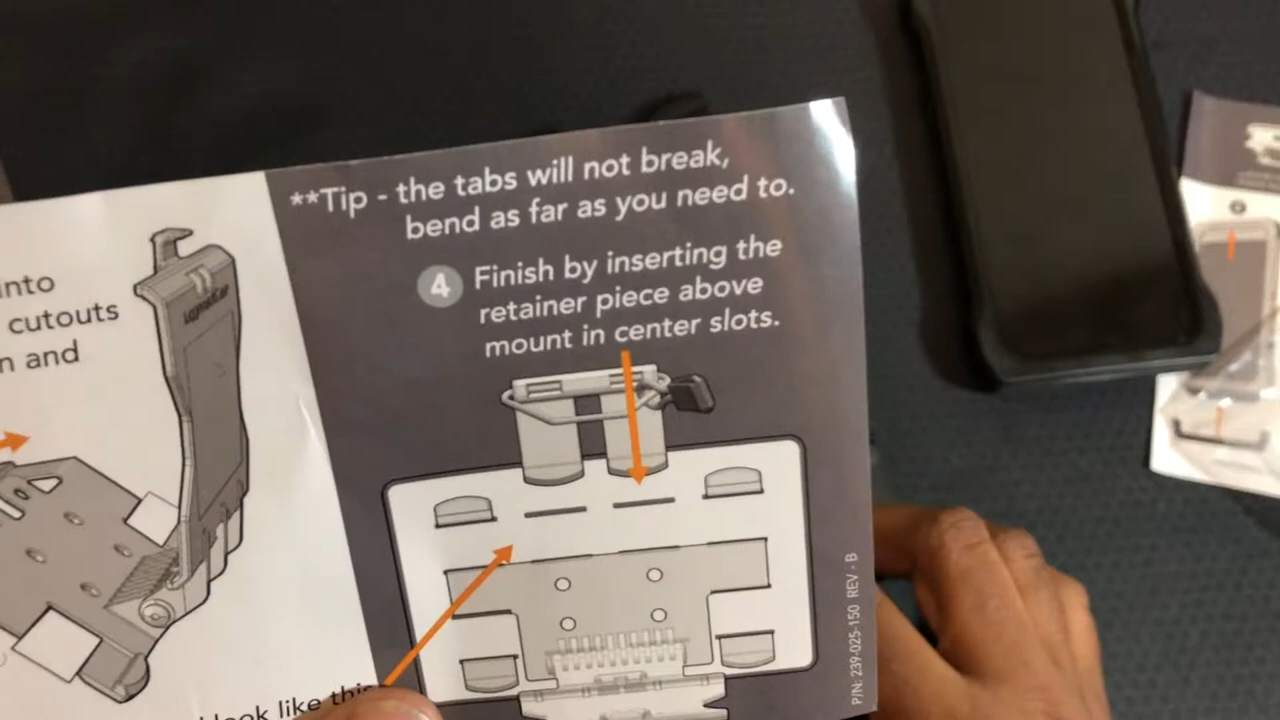 into
cutouts
n and
**Tip - the tabs will not break,
bend as far as you need to.
4 Finish by inserting the
retainer piece above
mount in center slots.
look like this
P/N: 239-025-150 REV - B